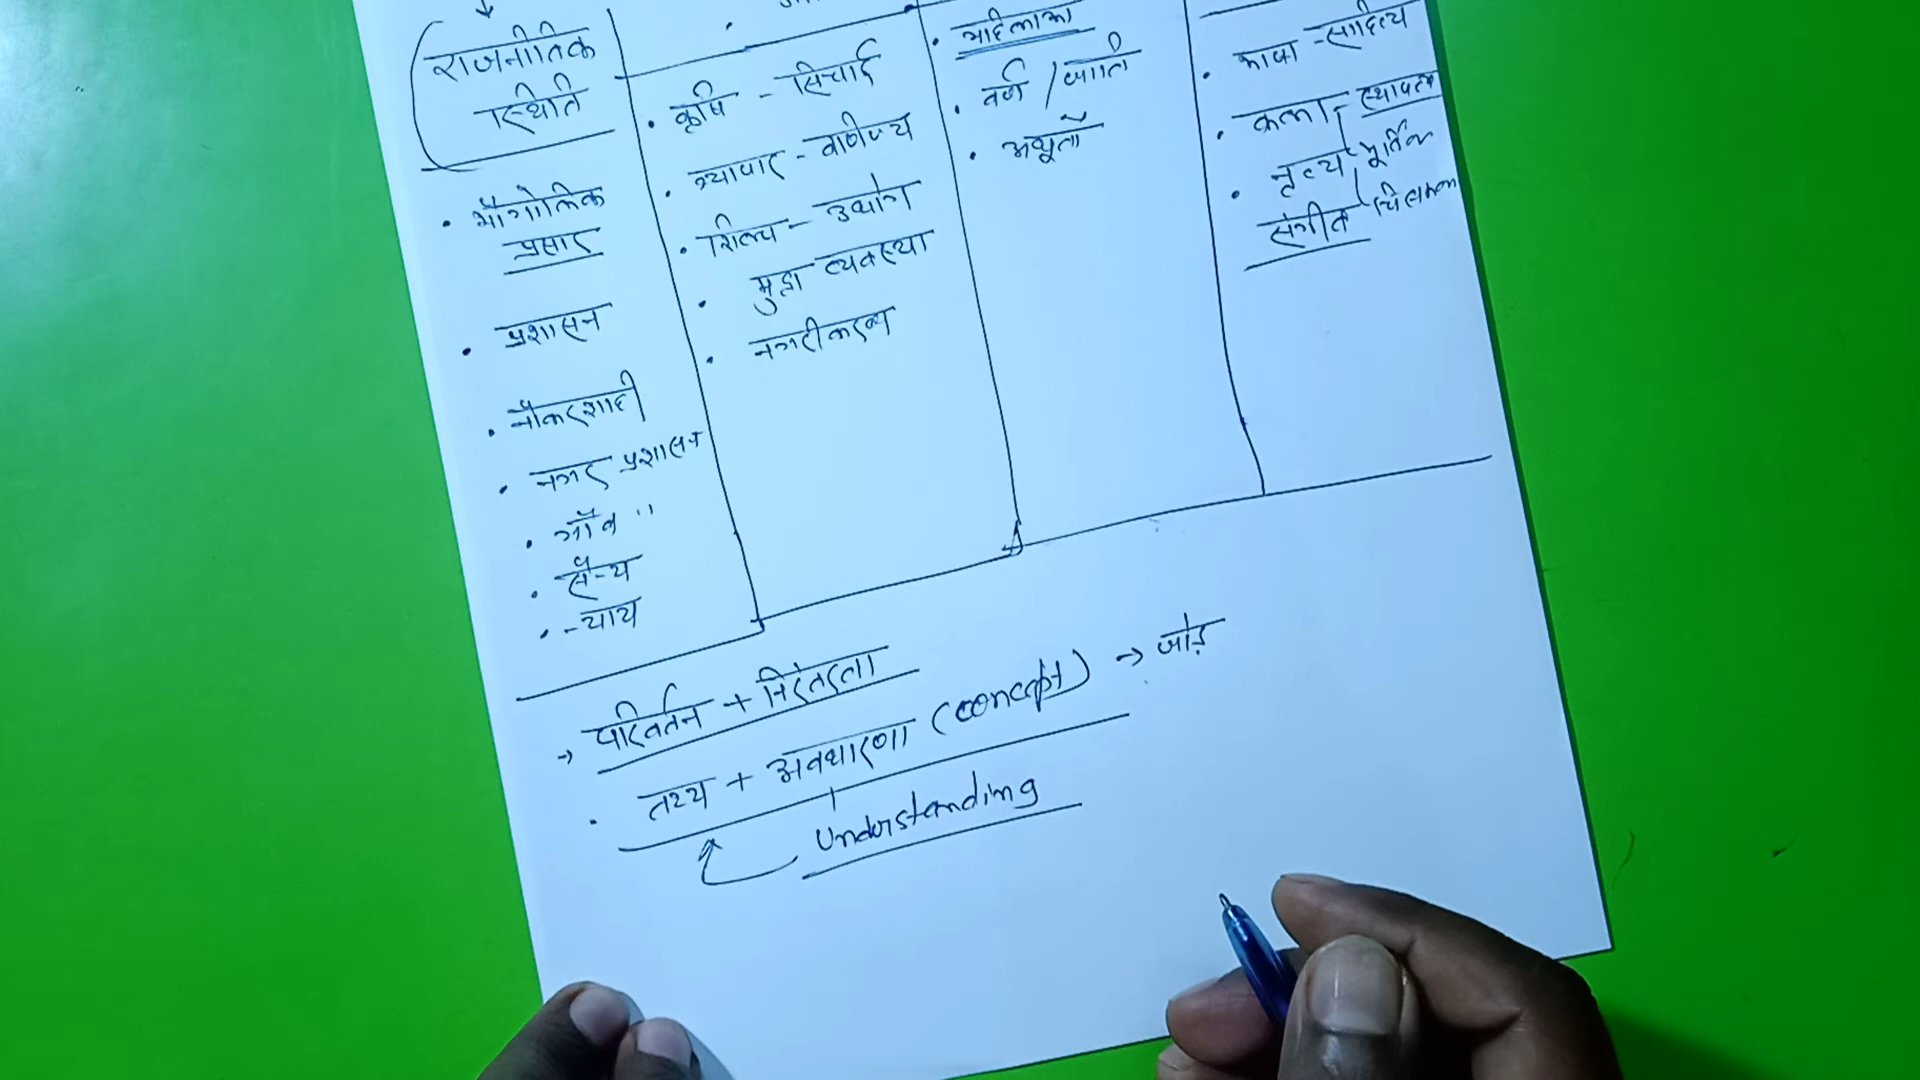 राजनीतिक
स्थिति
• भौगोलिक
प्रसार
• प्रशासन
• नौकरशाही
• नगर प्रशासन
• गाँव "
• सैन्य
• न्याय
• कृषि - सिंचाई
• व्यापार - वाणिज्य
• शिल्प - उद्योग
• मुद्रा व्यवस्था
• नगरीकरण
• महिलाओं
• वर्ण / जाति
• अछूतों
• भाषा - साहित्य
• कला - स्थापत्य
मूर्तिकला
चित्रकला
• नृत्य
संगीत
→ परिवर्तन + निरंतरता
• तथ्य + अवधारणा (concept) → जोड़
understanding